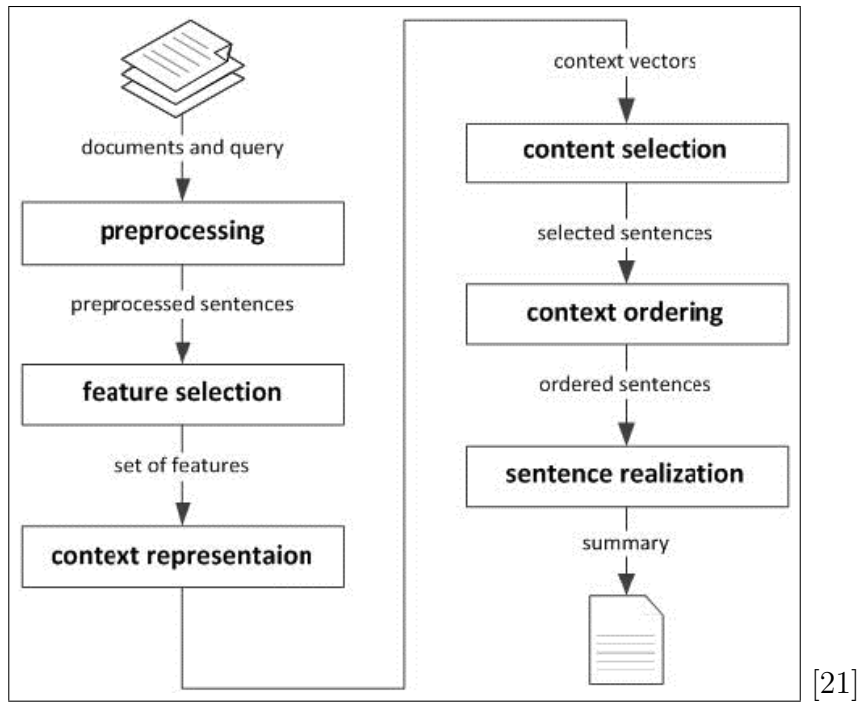 documents and query
preprocessing
preprocessed sentences
feature selection
set of features
context representaion
context vectors
content selection
selected sentences
context ordering
ordered sentences
sentence realization
summary
[21]